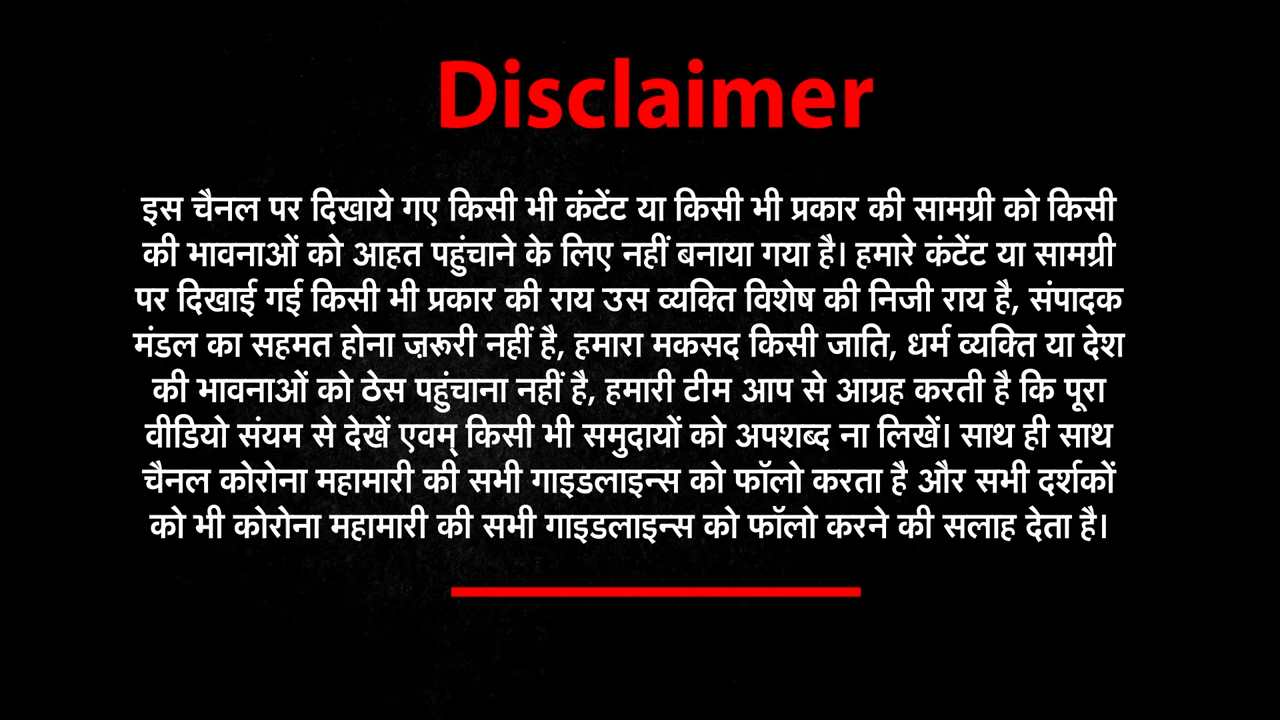 Disclaimer
इस चैनल पर दिखाये गए किसी भी कंटेंट या किसी भी प्रकार की सामग्री को किसी
की भावनाओं को आहत पहुंचाने के लिए नहीं बनाया गया है। हमारे कंटेंट या सामग्री
पर दिखाई गई किसी भी प्रकार की राय उस व्यक्ति विशेष की निजी राय है, संपादक
मंडल का सहमत होना ज़रूरी नहीं है, हमारा मकसद किसी जाति, धर्म व्यक्ति या देश
की भावनाओं को ठेस पहुंचाना नहीं है, हमारी टीम आप से आग्रह करती है कि पूरा
वीडियो संयम से देखें एवम् किसी भी समुदायों को अपशब्द ना लिखें। साथ ही साथ
चैनल कोरोना महामारी की सभी गाइडलाइन्स को फॉलो करता है और सभी दर्शकों
को भी कोरोना महामारी की सभी गाइडलाइन्स को फॉलो करने की सलाह देता है।